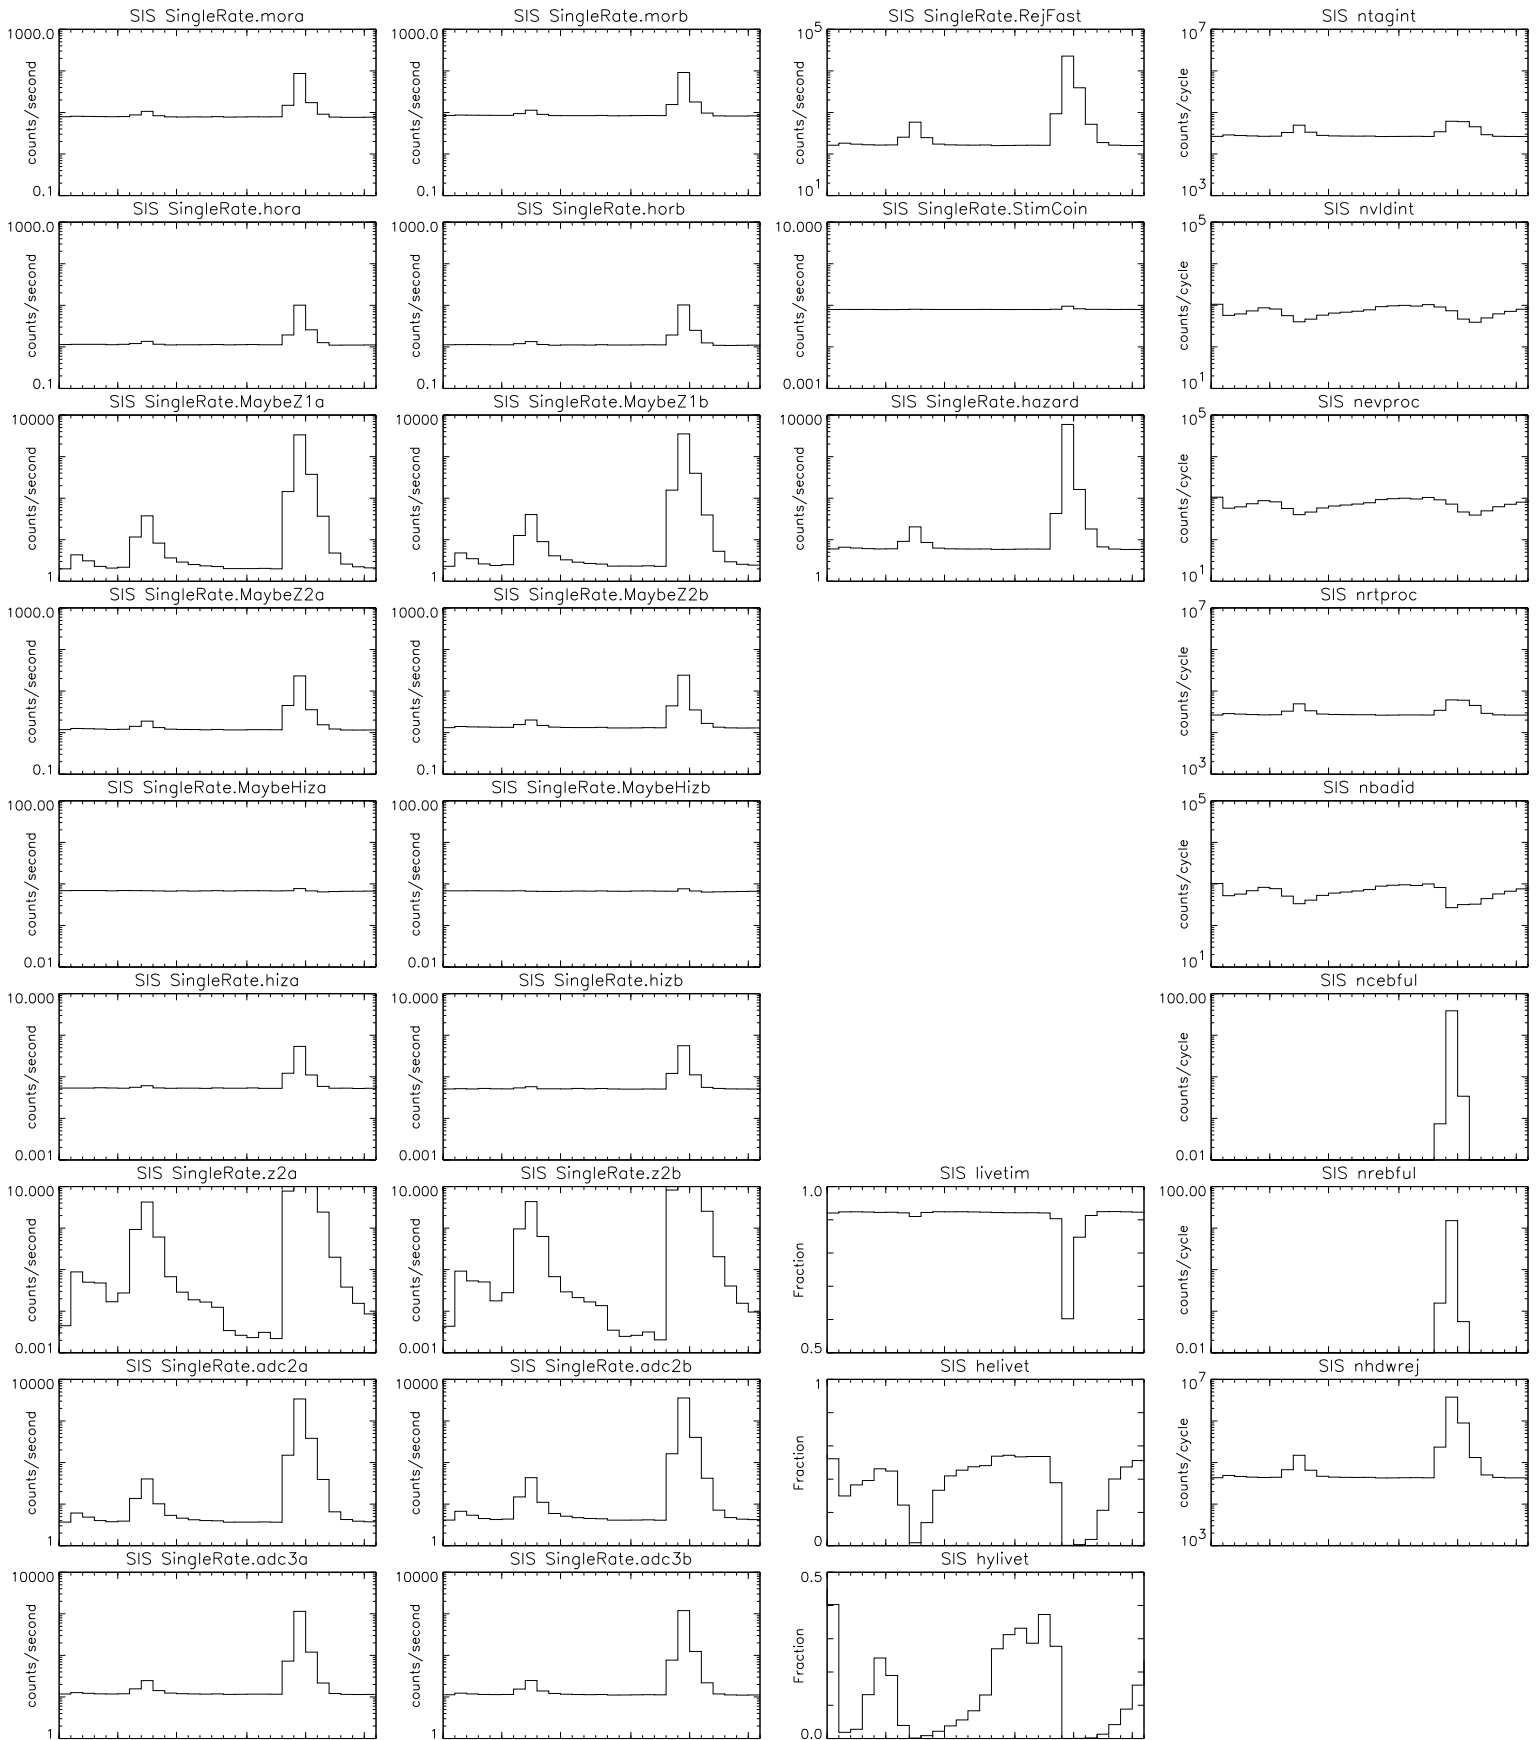 SIS SingleRate.mora
1000.0
counts/second
0.1
SIS SingleRate.morb
1000.0
counts/second
0.1
SIS SingleRate.RejFast
10^5
counts/second
10^1
SIS ntagint
10^7
counts/cycle
10^3
SIS SingleRate.hora
1000.0
counts/second
0.1
SIS SingleRate.horb
1000.0
counts/second
0.1
SIS SingleRate.StimCoin
10.000
counts/second
0.001
SIS nvldint
10^5
counts/cycle
10^1
SIS SingleRate.MaybeZ1a
10000
counts/second
1
SIS SingleRate.MaybeZ1b
10000
counts/second
1
SIS SingleRate.hazard
10000
counts/second
1
SIS nevproc
10^5
counts/cycle
10^1
SIS SingleRate.MaybeZ2a
1000.0
counts/second
0.1
SIS SingleRate.MaybeZ2b
1000.0
counts/second
0.1
SIS nrtproc
10^7
counts/cycle
10^3
SIS SingleRate.MaybeHiza
100.00
counts/second
0.01
SIS SingleRate.MaybeHizb
100.00
counts/second
0.01
SIS nbadid
10^5
counts/cycle
10^1
SIS SingleRate.hiza
10.000
counts/second
0.001
SIS SingleRate.hizb
10.000
counts/second
0.001
SIS ncebful
100.00
counts/cycle
0.01
SIS SingleRate.z2a
10.000
counts/second
0.001
SIS SingleRate.z2b
10.000
counts/second
0.001
SIS livetim
1.0
Fraction
0.5
SIS nrebful
100.00
counts/cycle
0.01
SIS SingleRate.adc2a
10000
counts/second
1
SIS SingleRate.adc2b
10000
counts/second
1
SIS helivet
1
Fraction
0
SIS nhdwrej
10^7
counts/cycle
10^3
SIS SingleRate.adc3a
10000
counts/second
1
SIS SingleRate.adc3b
10000
counts/second
1
SIS hylivet
0.5
Fraction
0.0